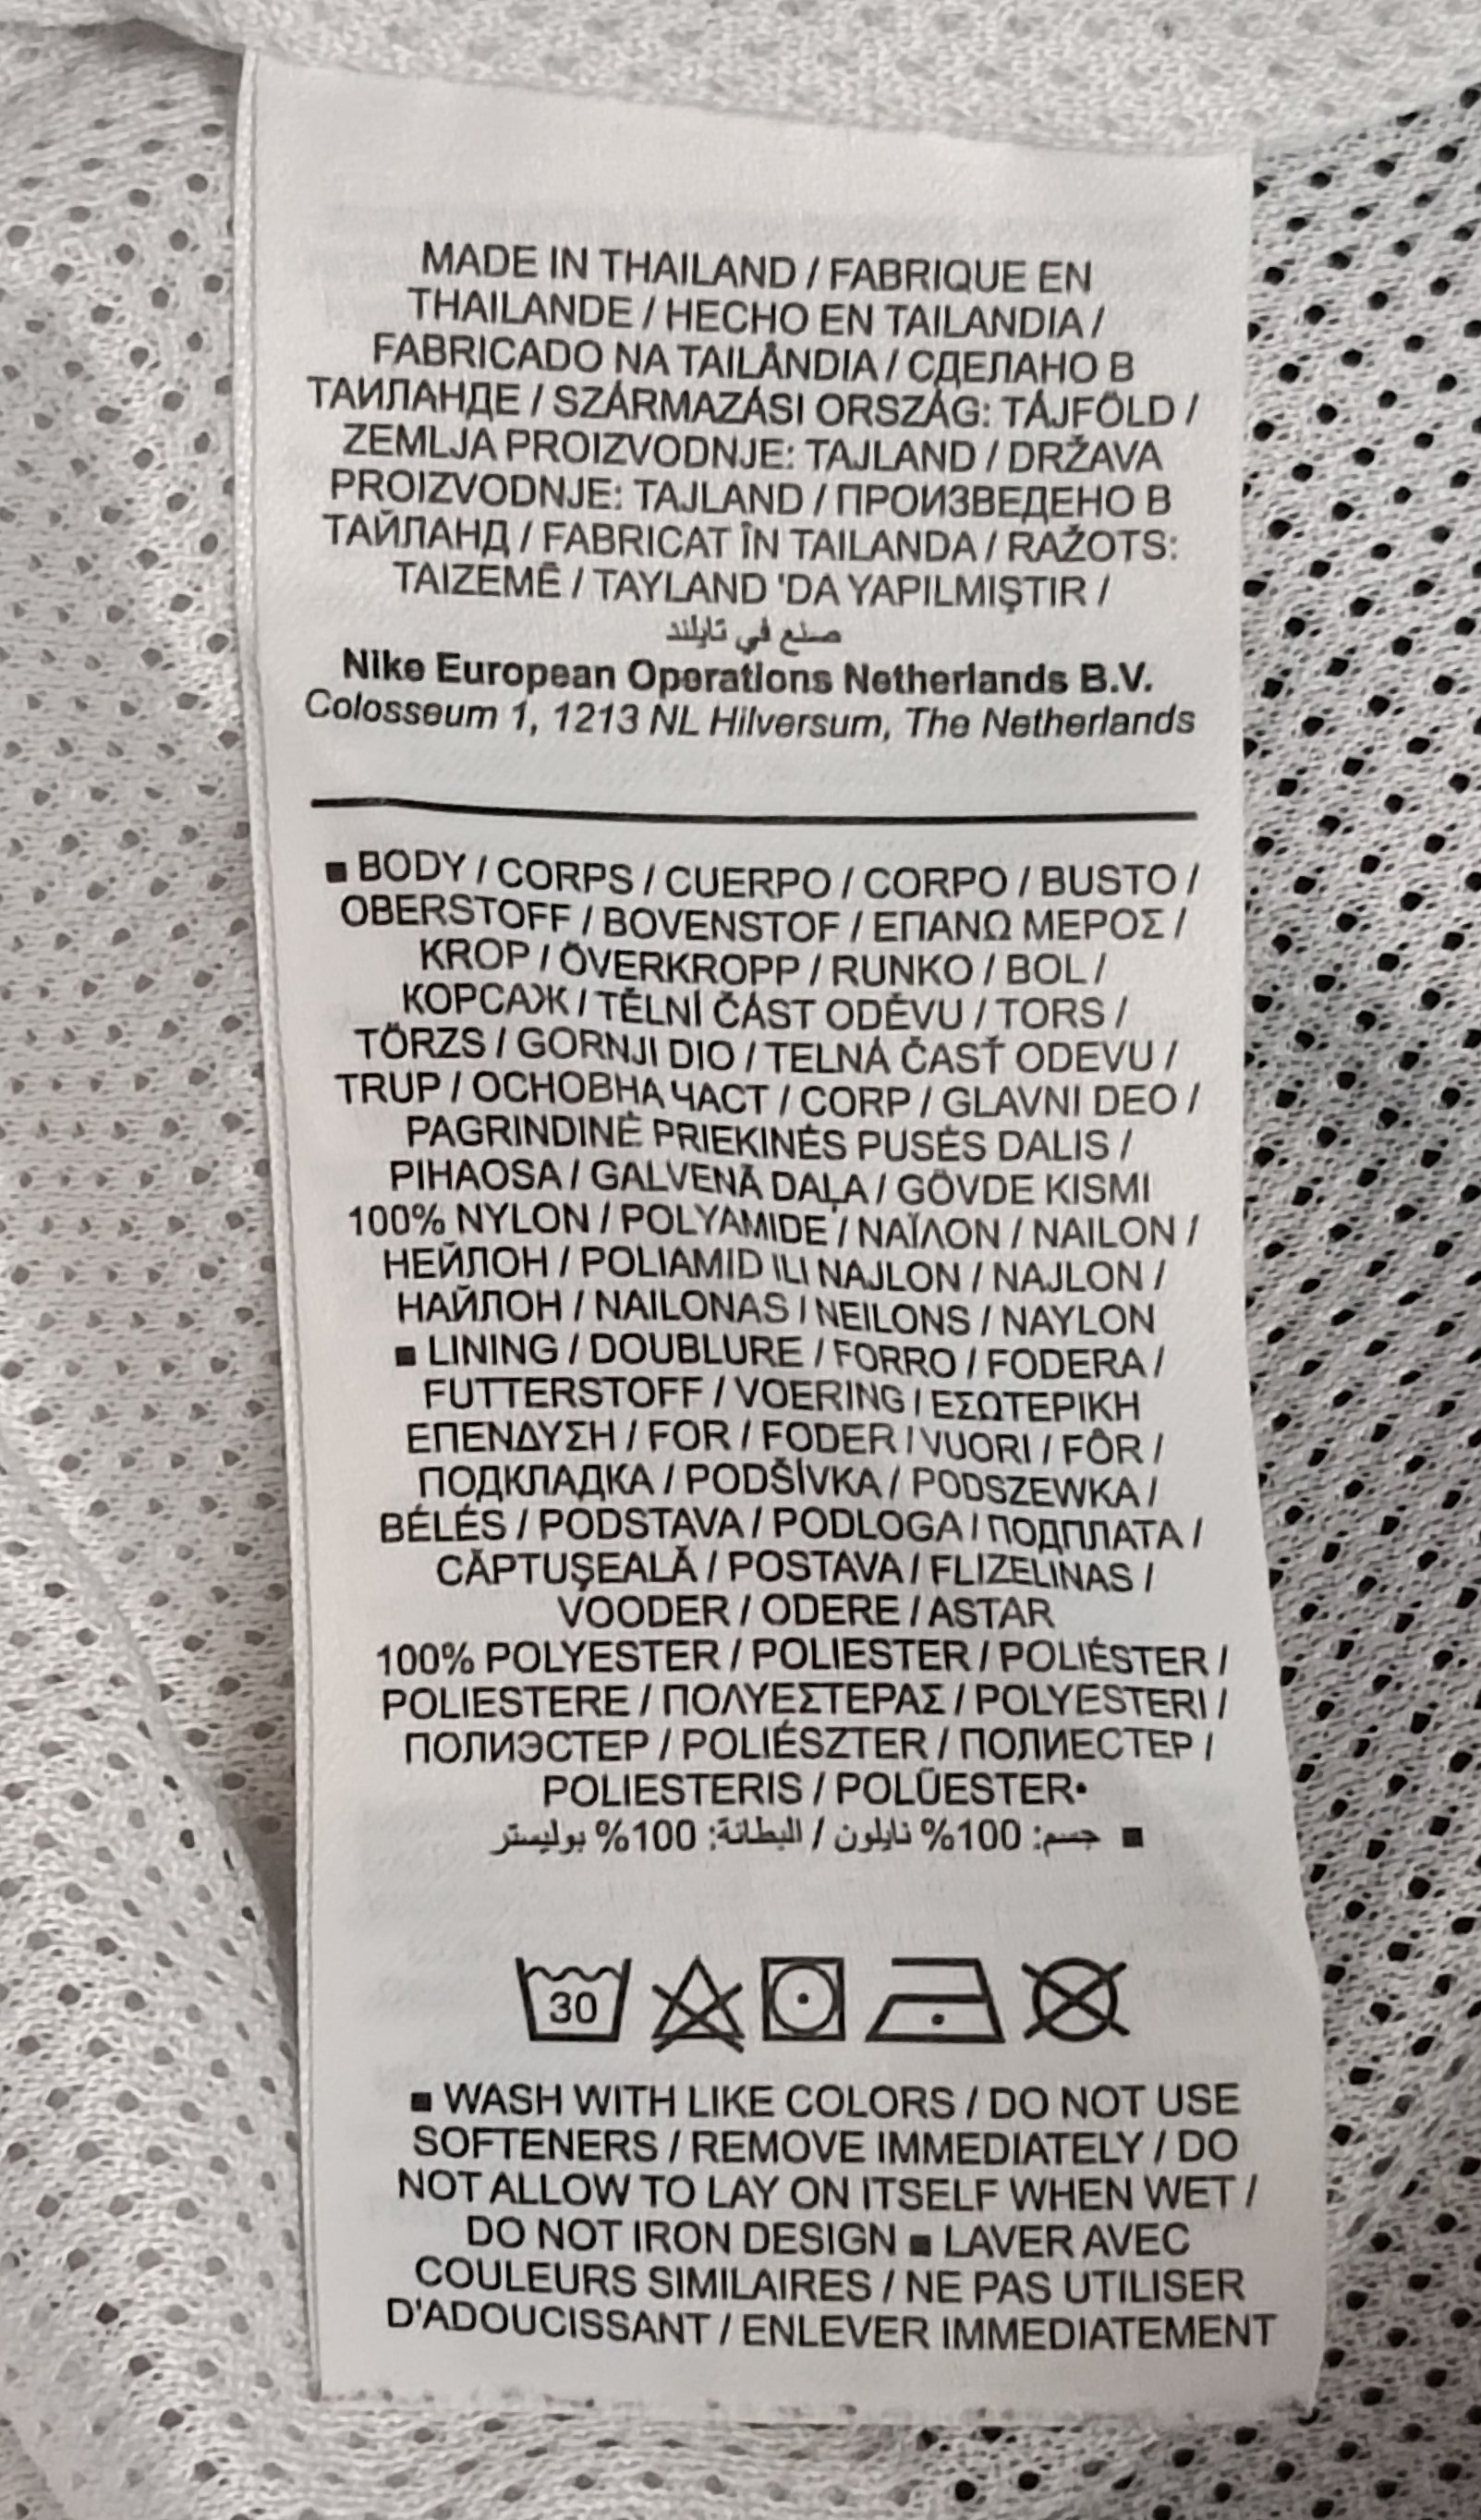 MADE IN THAILAND / FABRIQUE EN
THAILANDE / HECHO EN TAILANDIA /
FABRICADO NA TAILÂNDIA / СДЕЛАНО В
ТАИЛАНДЕ / SZÁRMAZÁSI ORSZÁG: TÁJFÖLD /
ZEMLJA PROIZVODNJE: TAJLAND / DRŽAVA
PROIZVODNJE: TAJLAND / ПРОИЗВЕДЕНО В
ТАЙЛАНД / FABRICAT ÎN TAILANDA / RAŽOTS:
TAIZEMĒ / TAYLAND 'DA YAPILMIŞTIR /
صنع في تايلند
Nike European Operations Netherlands B.V.
Colosseum 1, 1213 NL Hilversum, The Netherlands
■ BODY / CORPS / CUERPO / CORPO / BUSTO /
OBERSTOFF / BOVENSTOF / ΕΠΑΝΩ ΜΕΡΟΣ /
KROP / ÖVERKROPP / RUNKO / BOL /
КОРСАЖ / TĚLNÍ ČÁST ODĚVU / TORS /
TÖRZS / GORNJI DIO / TELNÁ ČASŤ ODEVU /
TRUP / ОСНОВНА ЧАСТ / CORP / GLAVNI DEO /
PAGRINDINĖ PRIEKINĖS PUSĖS DALIS /
PIHAOSA / GALVENĀ DAĻA / GÖVDE KISMI
100% NYLON / POLYAMIDE / ΝΑΪΛΟΝ / NAILON /
НЕЙЛОН / POLIAMID ILI NAJLON / NAJLON /
НАЙЛОН / NAILONAS / NEILONS / NAYLON
■ LINING / DOUBLURE / FORRO / FODERA /
FUTTERSTOFF / VOERING / ΕΣΩΤΕΡΙΚΗ
ΕΠΕΝΔΥΣΗ / FOR / FODER / VUORI / FÔR /
ПОДКЛАДКА / PODŠÍVKA / PODSZEWKA /
BÉLÉS / PODSTAVA / PODLOGA / ПОДПЛАТА /
CĂPTUŞEALĂ / POSTAVA / FLIZELINAS /
VOODER / ODERE / ASTAR
100% POLYESTER / POLIESTER / POLIÉSTER /
POLIESTERE / ΠΟΛΥΕΣΤΕΡΑΣ / POLYESTERI /
ПОЛИЭСТЕР / POLIÉSZTER / ПОЛИЕСТЕР /
POLIESTERIS / POLÜESTER•
■ جسم: 100% نايلون / البطانة: 100% بوليستر
30
■ WASH WITH LIKE COLORS / DO NOT USE
SOFTENERS / REMOVE IMMEDIATELY / DO
NOT ALLOW TO LAY ON ITSELF WHEN WET /
DO NOT IRON DESIGN ■ LAVER AVEC
COULEURS SIMILAIRES / NE PAS UTILISER
D'ADOUCISSANT / ENLEVER IMMEDIATEMENT